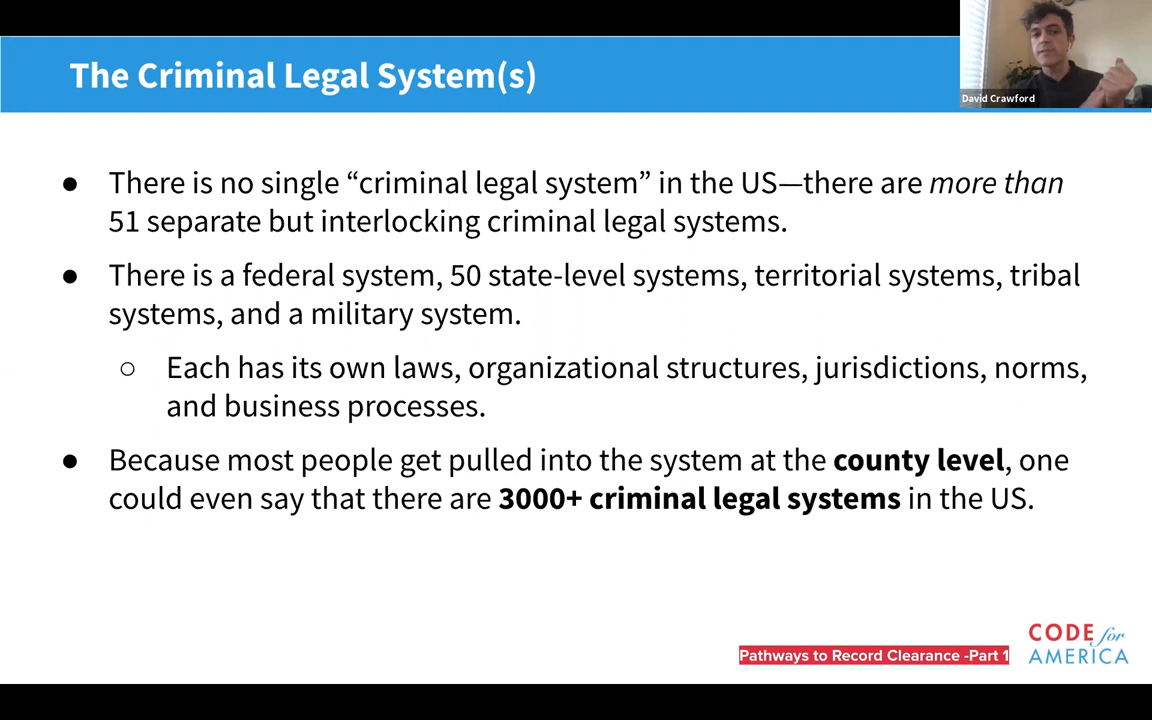 The Criminal Legal System(s)
David Crawford
● There is no single “criminal legal system” in the US—there are more than
51 separate but interlocking criminal legal systems.
● There is a federal system, 50 state-level systems, territorial systems, tribal
systems, and a military system.
○ Each has its own laws, organizational structures, jurisdictions, norms,
and business processes.
● Because most people get pulled into the system at the county level, one
could even say that there are 3000+ criminal legal systems in the US.
Pathways to Record Clearance -Part 1
CODE for
AMERICA